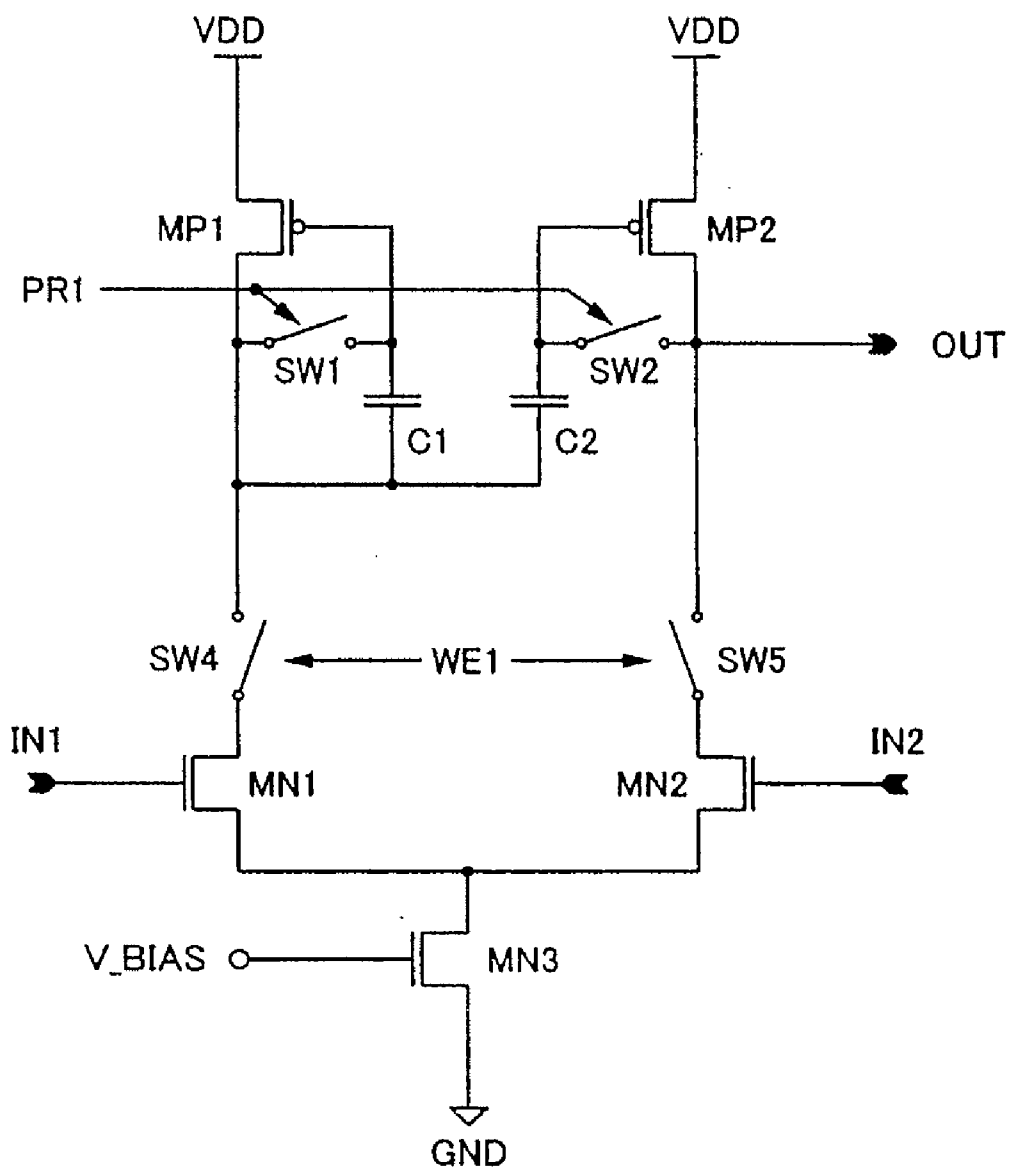 VDD VDD
MP1 MP2
PR1
SW1 SW2 OUT
C1 C2
SW4 WE1 SW5
IN1 IN2
MN1 MN2
V_BIAS MN3
GND